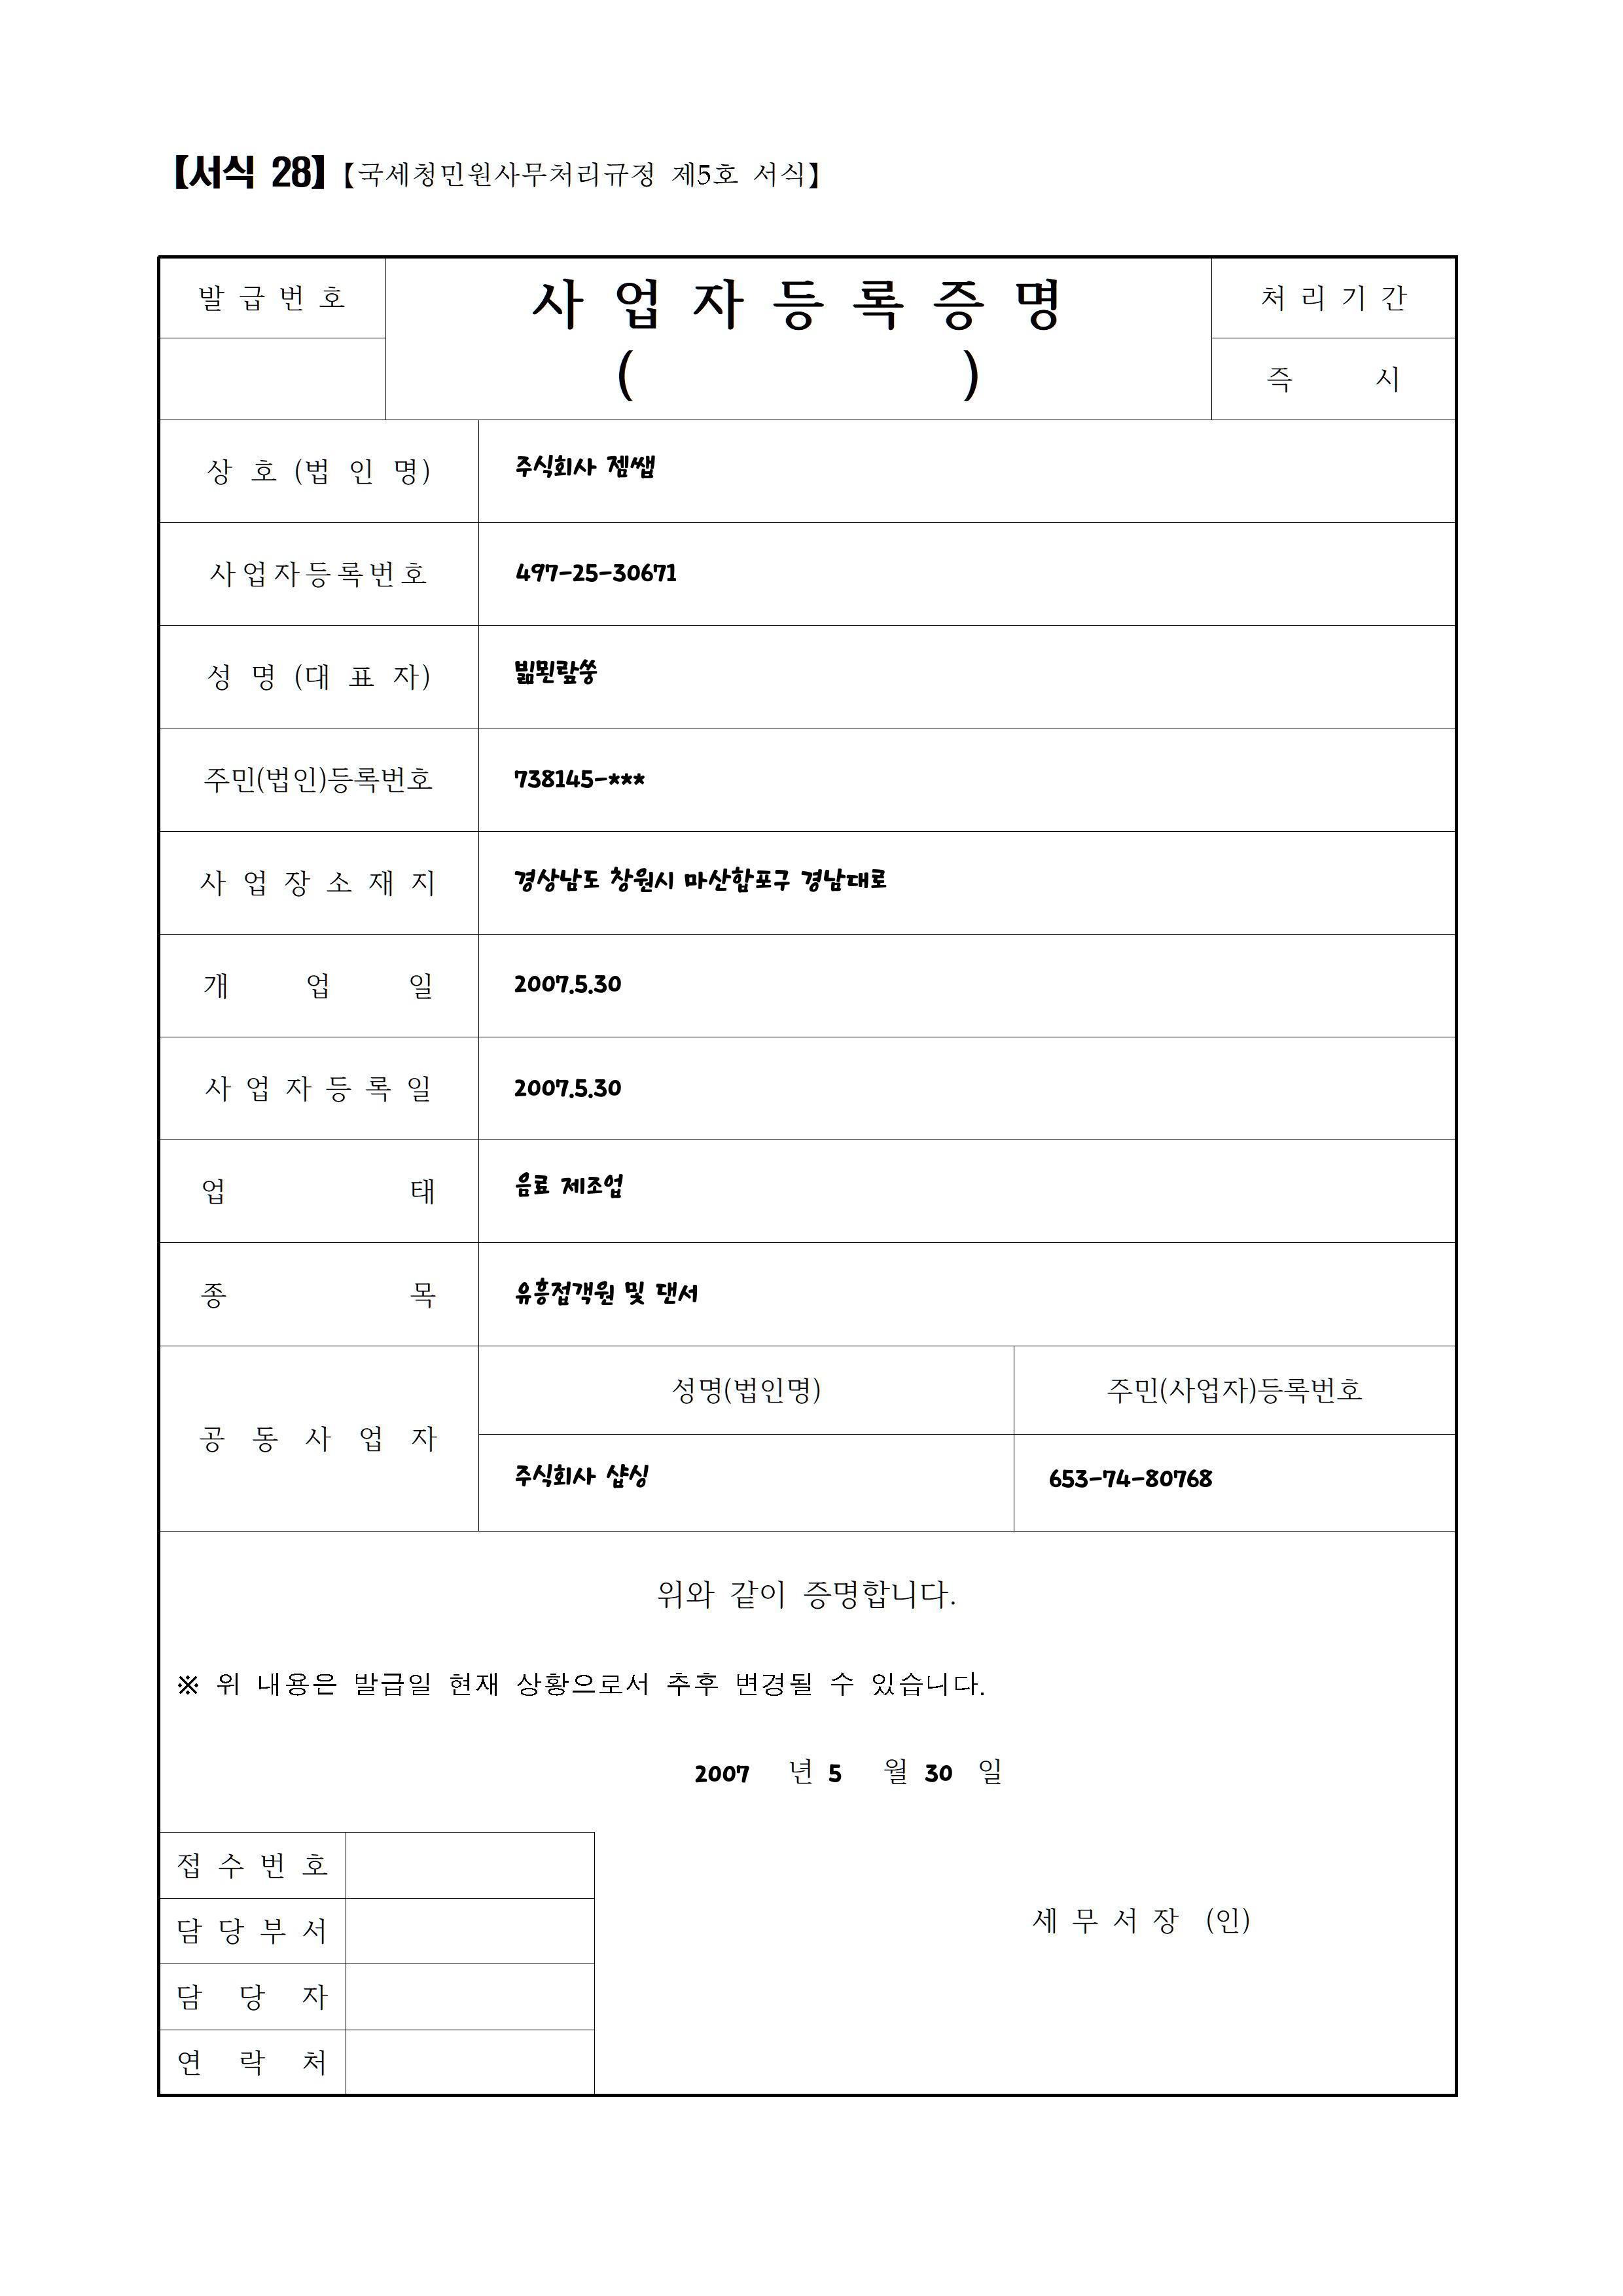 【서식 28】【국세청민원사무처리규정 제5호 서식】
발급번호
사업자등록증명
( )
처리기간
즉 시
상 호 (법 인 명) 주식회사 젬쌥
사업자등록번호 497-25-30671
성 명 (대 표 자)
주민(법인)등록번호 738145-***
사 업 장 소 재 지 경상남도 창원시 마산합포구 경남대로
개 업 일 2007.5.30
사 업 자 등 록 일 2007.5.30
업 태 음료 제조업
종 목 유흥접객원 및 댄서
공 동 사 업 자
성명(법인명) 주민(사업자)등록번호
주식회사 샵싱 653-74-80768
위와 같이 증명합니다.
※ 위 내용은 발급일 현재 상황으로서 추후 변경될 수 있습니다.
2007 년 5 월 30 일
접 수 번 호
담 당 부 서
담 당 자
연 락 처
세 무 서 장 (인)